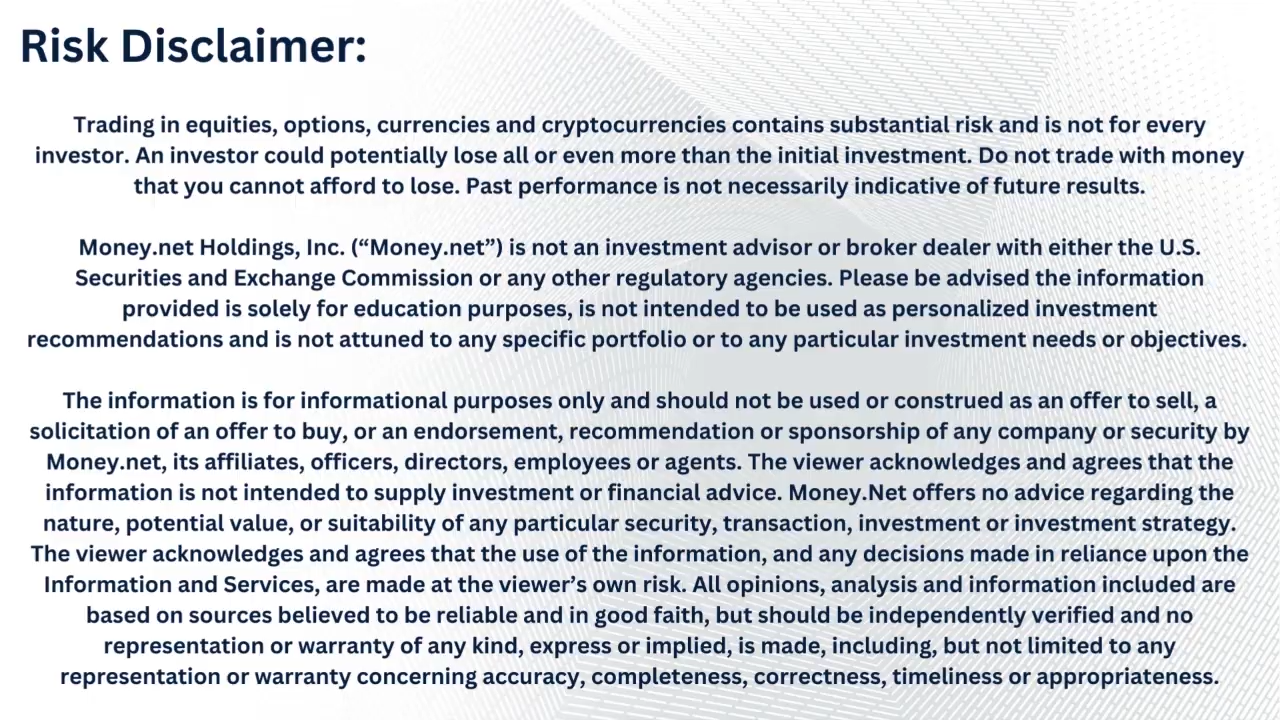 Risk Disclaimer:
Trading in equities, options, currencies and cryptocurrencies contains substantial risk and is not for every
investor. An investor could potentially lose all or even more than the initial investment. Do not trade with money
that you cannot afford to lose. Past performance is not necessarily indicative of future results.
Money.net Holdings, Inc. (“Money.net”) is not an investment advisor or broker dealer with either the U.S.
Securities and Exchange Commission or any other regulatory agencies. Please be advised the information
provided is solely for education purposes, is not intended to be used as personalized investment
recommendations and is not attuned to any specific portfolio or to any particular investment needs or objectives.
The information is for informational purposes only and should not be used or construed as an offer to sell, a
solicitation of an offer to buy, or an endorsement, recommendation or sponsorship of any company or security by
Money.net, its affiliates, officers, directors, employees or agents. The viewer acknowledges and agrees that the
information is not intended to supply investment or financial advice. Money.Net offers no advice regarding the
nature, potential value, or suitability of any particular security, transaction, investment or investment strategy.
The viewer acknowledges and agrees that the use of the information, and any decisions made in reliance upon the
Information and Services, are made at the viewer’s own risk. All opinions, analysis and information included are
based on sources believed to be reliable and in good faith, but should be independently verified and no
representation or warranty of any kind, express or implied, is made, including, but not limited to any
representation or warranty concerning accuracy, completeness, correctness, timeliness or appropriateness.